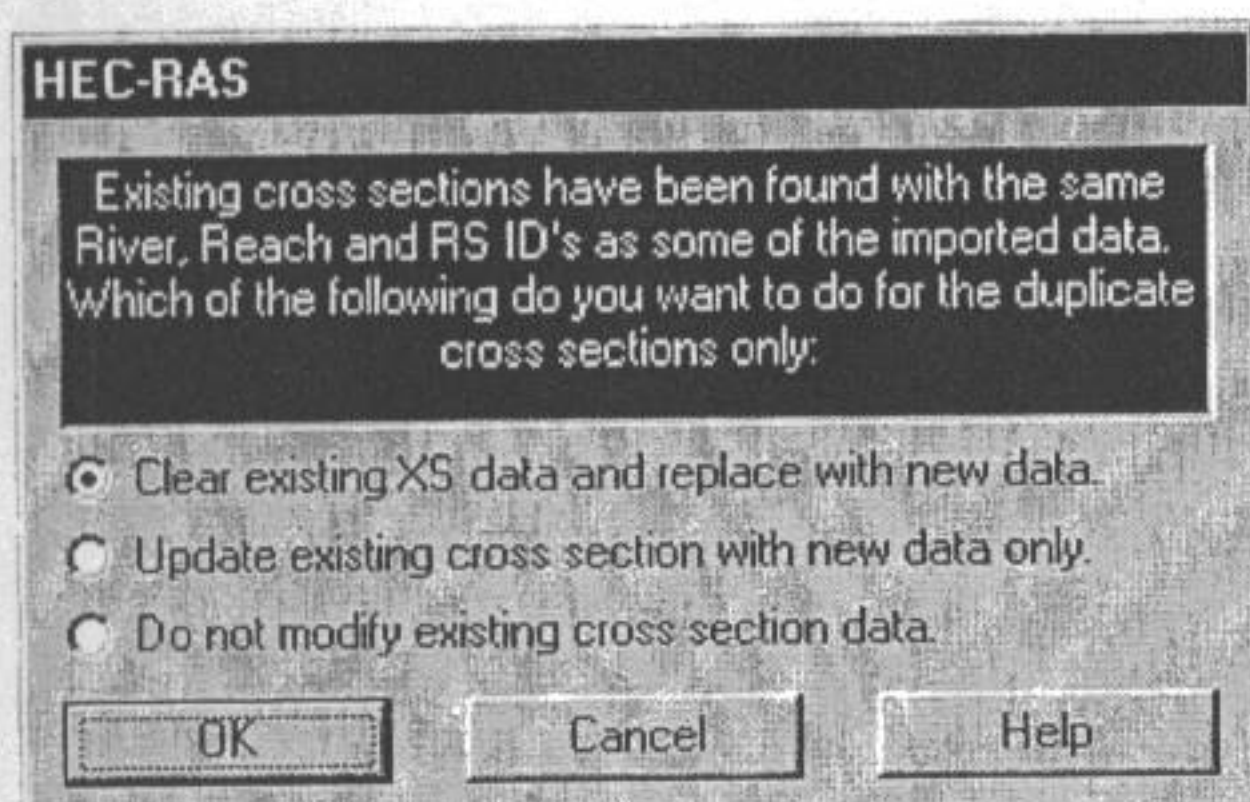 HEC-RAS
Existing cross sections have been found with the same
River, Reach and RS ID's as some of the imported data.
Which of the following do you want to do for the duplicate
cross sections only:
Clear existing XS data and replace with new data.
Update existing cross section with new data only.
Do not modify existing cross section data.
OK Cancel Help